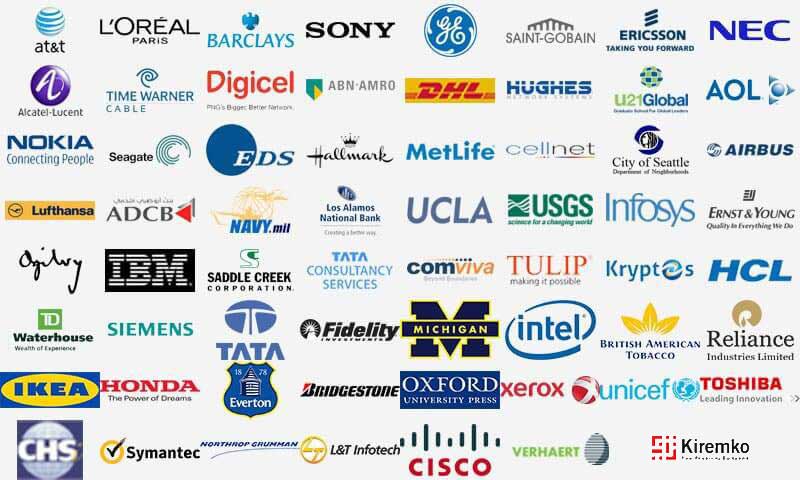 at&t
L'ORÉAL
PARiS
BARCLAYS
SONY
GE
SAINT-GOBAIN
ERICSSON
TAKING YOU FORWARD
NEC
Alcatel-Lucent
TIME WARNER
CABLE
Digicel
PNG's Bigger, Better Network.
ABN·AMRO
DHL
HUGHES
NETWORK SYSTEMS
U21Global
Graduate School For Global Leaders
AOL
NOKIA
Connecting People
Seagate
EDS
Hallmark
MetLife
cellnet
City of Seattle
Department of Neighborhoods
AIRBUS
Lufthansa
بنك أبوظبي التجاري
ADCB
NAVY.mil
Los Alamos
National Bank
Creating a better way.
UCLA
USGS
science for a changing world
Infosys
ERNST & YOUNG
Quality In Everything We Do
Ogilvy
IBM
SADDLE CREEK
CORPORATION.
TATA
CONSULTANCY
SERVICES
comviva
Beyond Boundaries
TULIP
making it possible
Kryptos
HCL
TD
Waterhouse
Wealth of Experience
SIEMENS
TATA
Fidelity
INVESTMENTS
MICHIGAN
intel
BRITISH AMERICAN
TOBACCO
Reliance
Industries Limited
IKEA
HONDA
The Power of Dreams
1878
Everton
BRIDGESTONE
OXFORD
UNIVERSITY PRESS
xerox
unicef
TOSHIBA
Leading Innovation »
CHS
Symantec
NORTHROP GRUMMAN
L&T Infotech
CISCO
VERHAERT
Kiremko